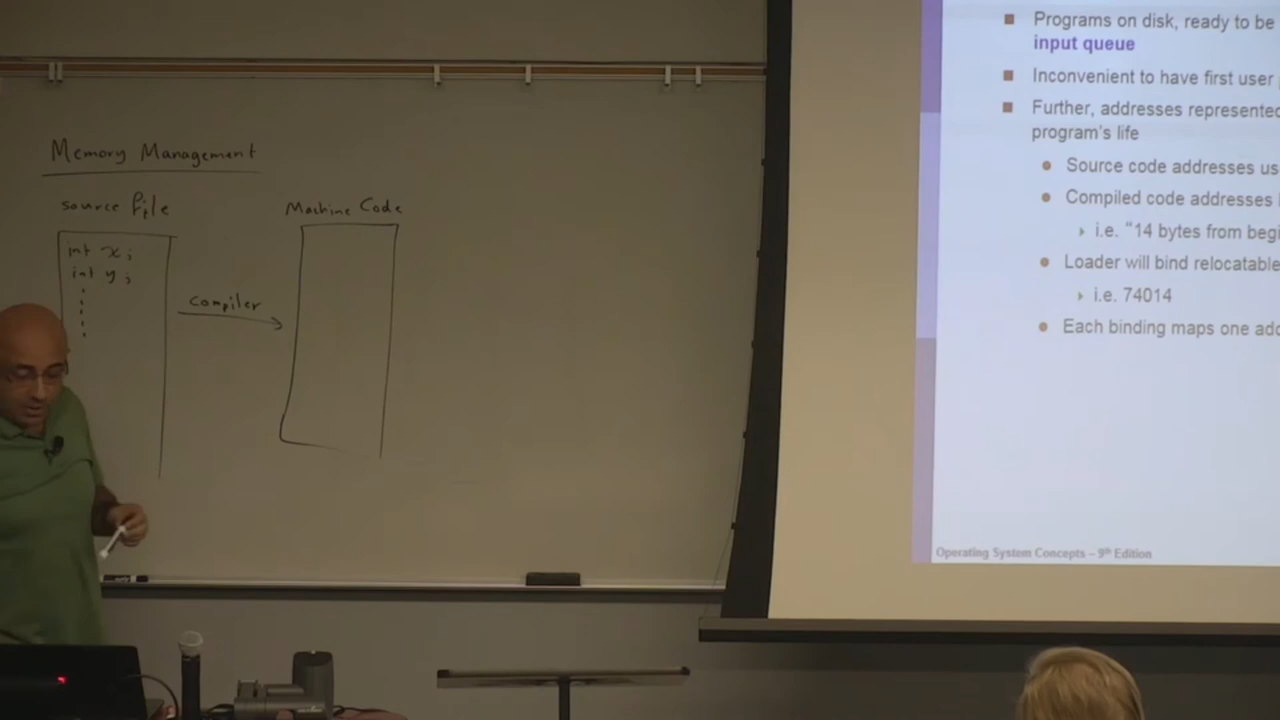 Memory Management
source file
Machine Code
int x;
int y;
compiler
Programs on disk, ready to be
input queue
Inconvenient to have first user
Further, addresses represented
program's life
Source code addresses us
Compiled code addresses
i.e. "14 bytes from begi
Loader will bind relocatable
i.e. 74014
Each binding maps one add
Operating System Concepts – 9th Edition